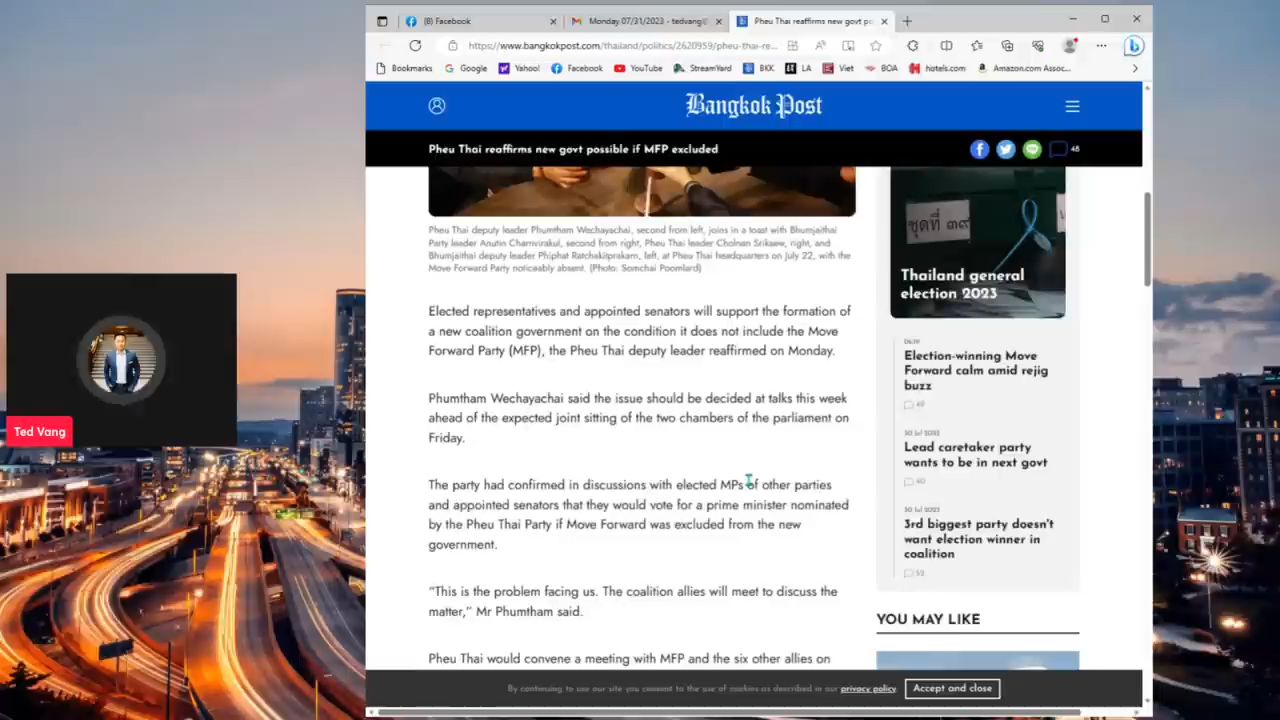 (8) Facebook
Monday 07/31/2023 - tedvang@
Pheu Thai reaffirms new govt po
https://www.bangkokpost.com/thailand/politics/2620959/pheu-thai-re...
Bookmarks Google Yahoo! Facebook YouTube StreamYard BKK LA Viet BOA hotels.com Amazon.com Assoc...
Bangkok Post
Pheu Thai reaffirms new govt possible if MFP excluded
48
Pheu Thai deputy leader Phumtham Wechayachai, second from left, joins in a toast with Bhumjaithai
Party leader Anutin Charnvirakul, second from right, Pheu Thai leader Cholnan Srikaew, right, and
Bhumjaithai deputy leader Phiphat Ratchakitprakarn, left, at Pheu Thai headquarters on July 22, with the
Move Forward Party noticeably absent. (Photo: Somchai Poomlard)
Elected representatives and appointed senators will support the formation of
a new coalition government on the condition it does not include the Move
Forward Party (MFP), the Pheu Thai deputy leader reaffirmed on Monday.
Phumtham Wechayachai said the issue should be decided at talks this week
ahead of the expected joint sitting of the two chambers of the parliament on
Friday.
The party had confirmed in discussions with elected MPs of other parties
and appointed senators that they would vote for a prime minister nominated
by the Pheu Thai Party if Move Forward was excluded from the new
government.
“This is the problem facing us. The coalition allies will meet to discuss the
matter,” Mr Phumtham said.
Pheu Thai would convene a meeting with MFP and the six other allies on
ชุดที่ ๓๙
Thailand general
election 2023
Election-winning Move
Forward calm amid rejig
buzz
49
30 Jul 2023
Lead caretaker party
wants to be in next govt
40
30 Jul 2023
3rd biggest party doesn't
want election winner in
coalition
52
YOU MAY LIKE
By continuing to use our site you consent to the use of cookies as described in our privacy policy
Accept and close
Ted Vang